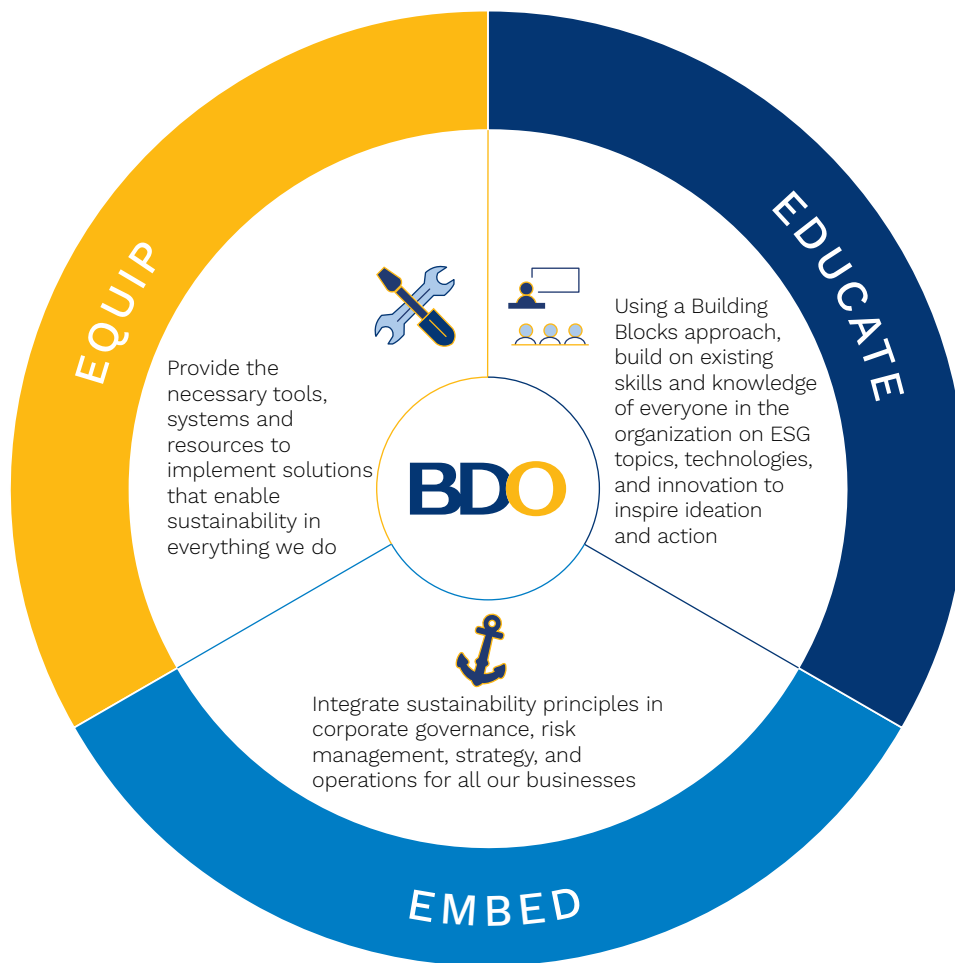 EQUIP
Provide the
necessary tools,
systems and
resources to
implement solutions
that enable
sustainability in
everything we do
EDUCATE
Using a Building
Blocks approach,
build on existing
skills and knowledge
of everyone in the
organization on ESG
topics, technologies,
and innovation to
inspire ideation
and action
BDO
Integrate sustainability principles in
corporate governance, risk
management, strategy, and
operations for all our businesses
EMBED